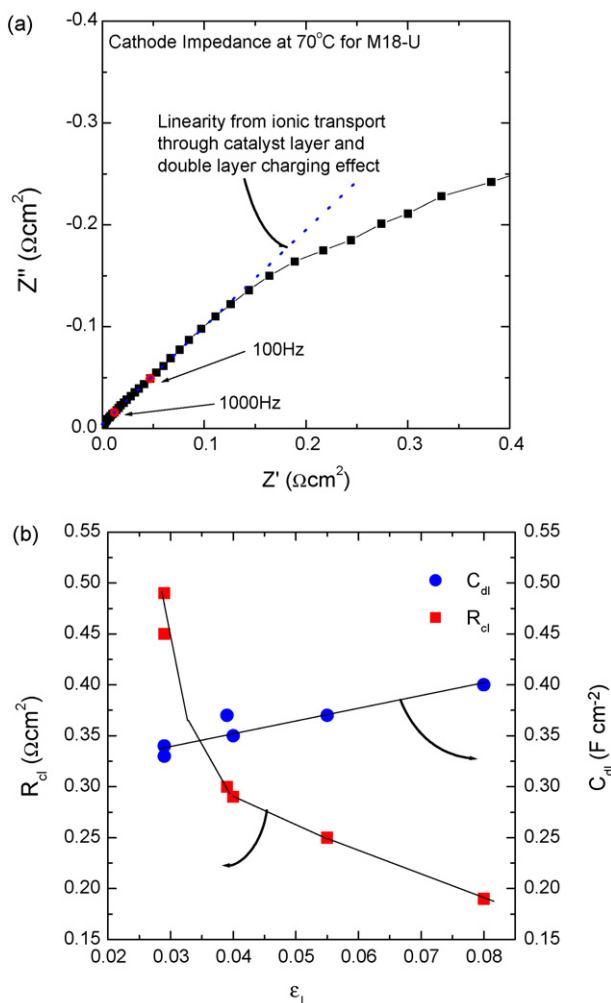 (a)
-0.4
-0.3
-0.2
-0.1
0.0
Z'' (Ωcm²)
Cathode Impedance at 70°C for M18-U
Linearity from ionic transport
through catalyst layer and
double layer charging effect
100Hz
1000Hz
0.0 0.1 0.2 0.3 0.4
Z' (Ωcm²)
(b)
0.55
0.50
0.45
0.40
0.35
0.30
0.25
0.20
0.15
R_cl (Ωcm²)
C_dl
R_cl
0.55
0.50
0.45
0.40
0.35
0.30
0.25
0.20
0.15
C_dl (F cm⁻²)
0.02 0.03 0.04 0.05 0.06 0.07 0.08
ε_I